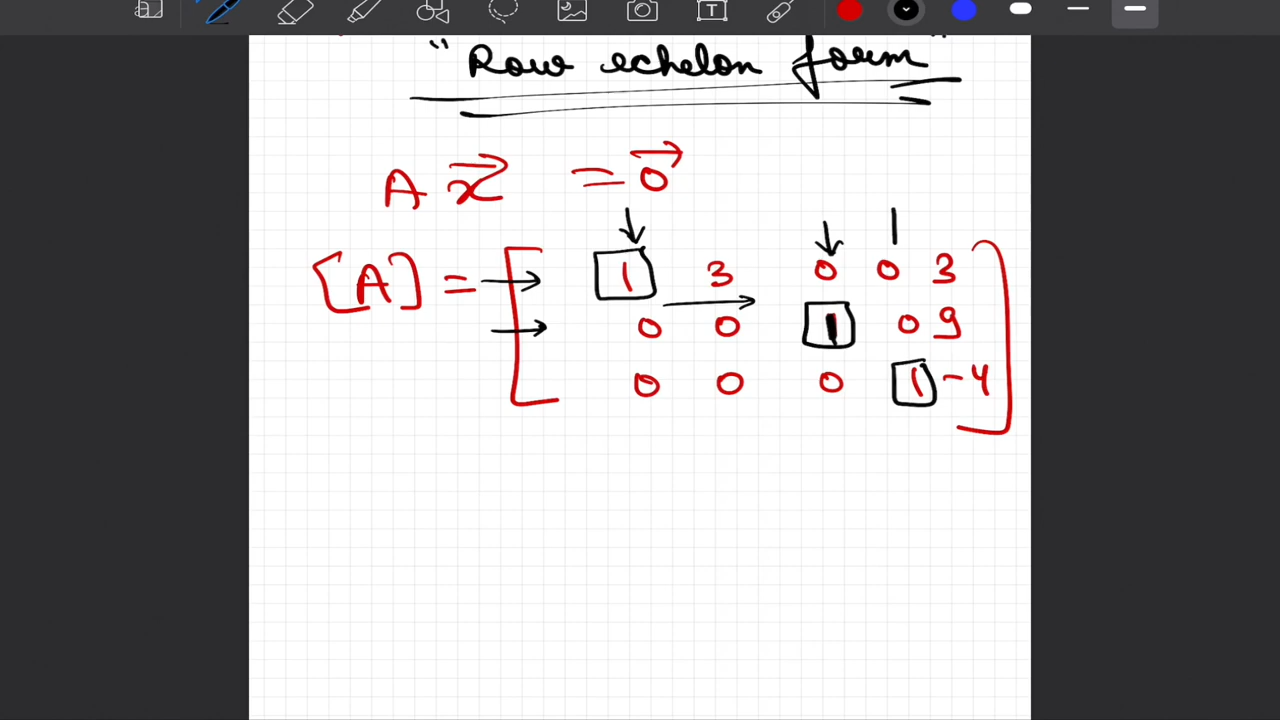 "Row echelon form"
A x⃗ = 0⃗
[A] = [ 1 3 0 0 3
0 0 1 0 9
0 0 0 1 -4 ]